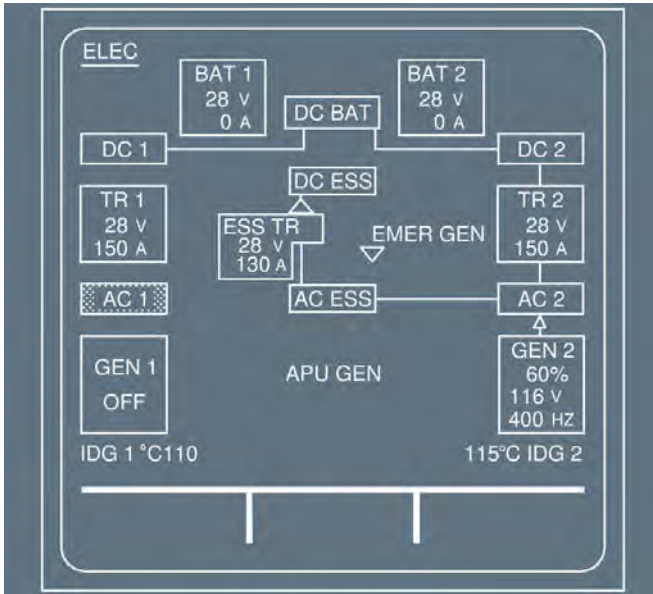 ELEC
BAT 1
28 V
0 A
DC BAT
BAT 2
28 V
0 A
DC 1
DC 2
DC ESS
TR 1
28 V
150 A
ESS TR
28 V
130 A
EMER GEN
TR 2
28 V
150 A
AC 1
AC ESS
AC 2
GEN 1
OFF
APU GEN
GEN 2
60%
116 V
400 HZ
IDG 1 °C110
115°C IDG 2